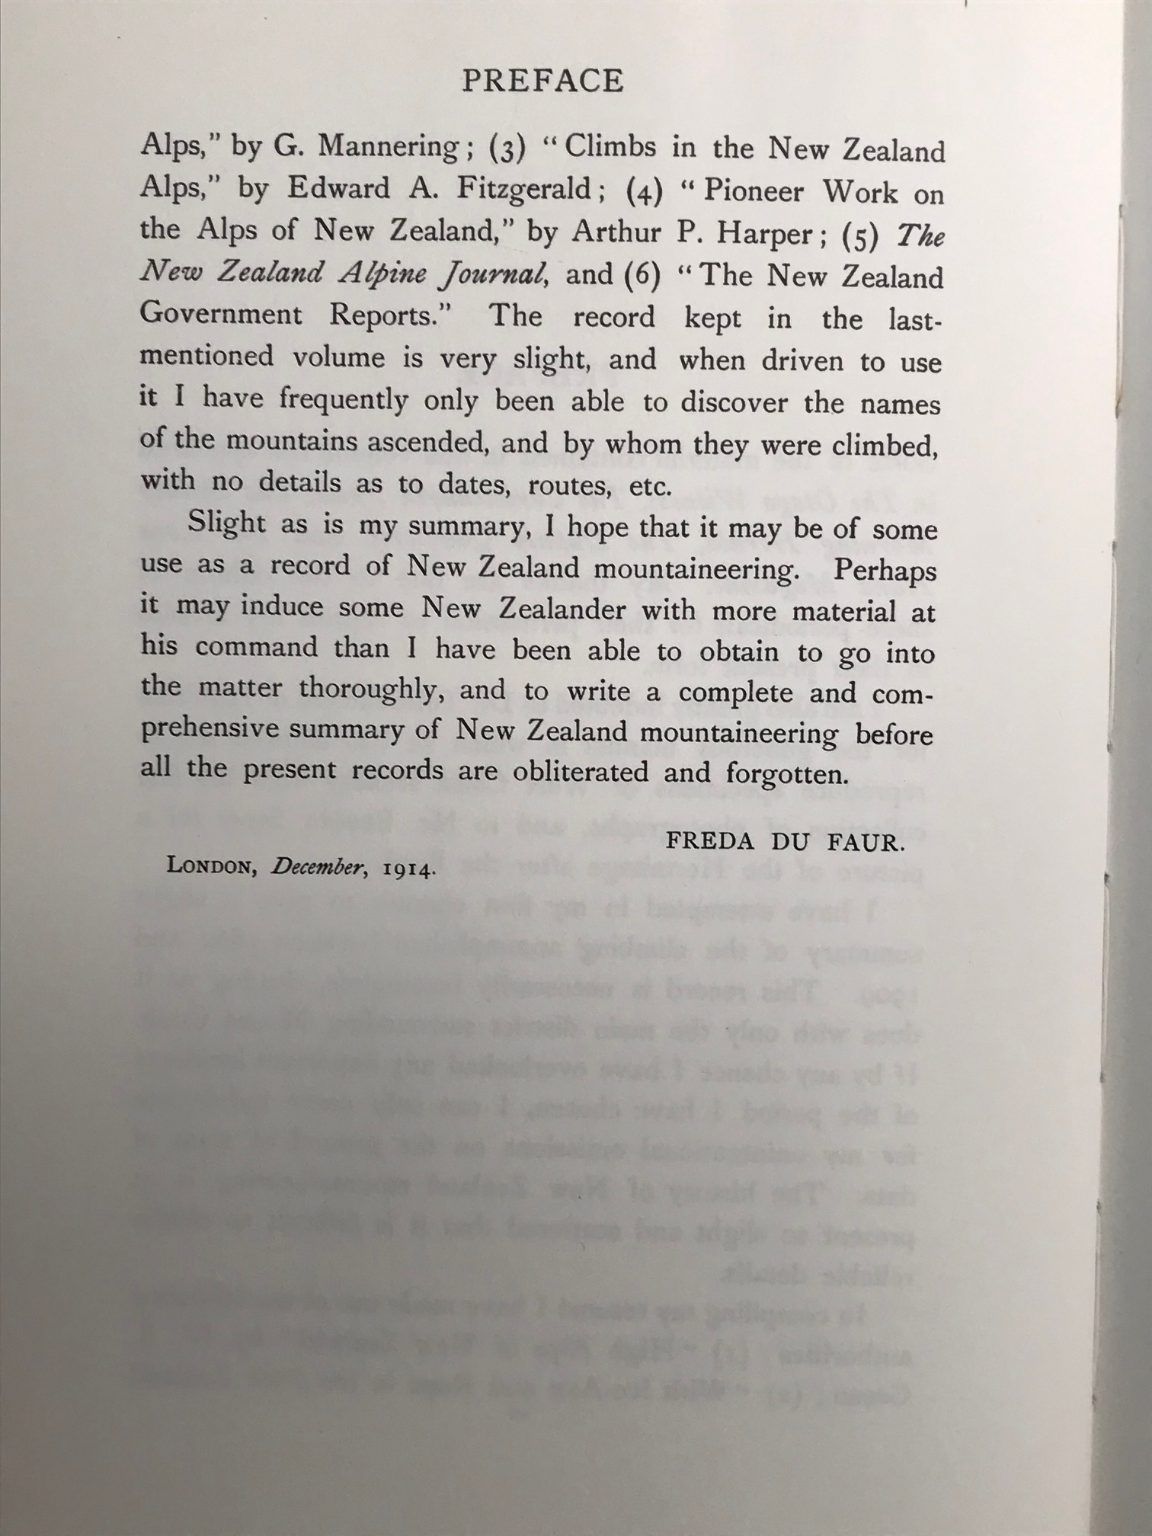 PREFACE
Alps," by G. Mannering; (3) "Climbs in the New Zealand
Alps," by Edward A. Fitzgerald; (4) "Pioneer Work on
the Alps of New Zealand," by Arthur P. Harper; (5) The
New Zealand Alpine Journal, and (6) "The New Zealand
Government Reports." The record kept in the last-
mentioned volume is very slight, and when driven to use
it I have frequently only been able to discover the names
of the mountains ascended, and by whom they were climbed,
with no details as to dates, routes, etc.
Slight as is my summary, I hope that it may be of some
use as a record of New Zealand mountaineering. Perhaps
it may induce some New Zealander with more material at
his command than I have been able to obtain to go into
the matter thoroughly, and to write a complete and com-
prehensive summary of New Zealand mountaineering before
all the present records are obliterated and forgotten.
FREDA DU FAUR.
LONDON, December, 1914.